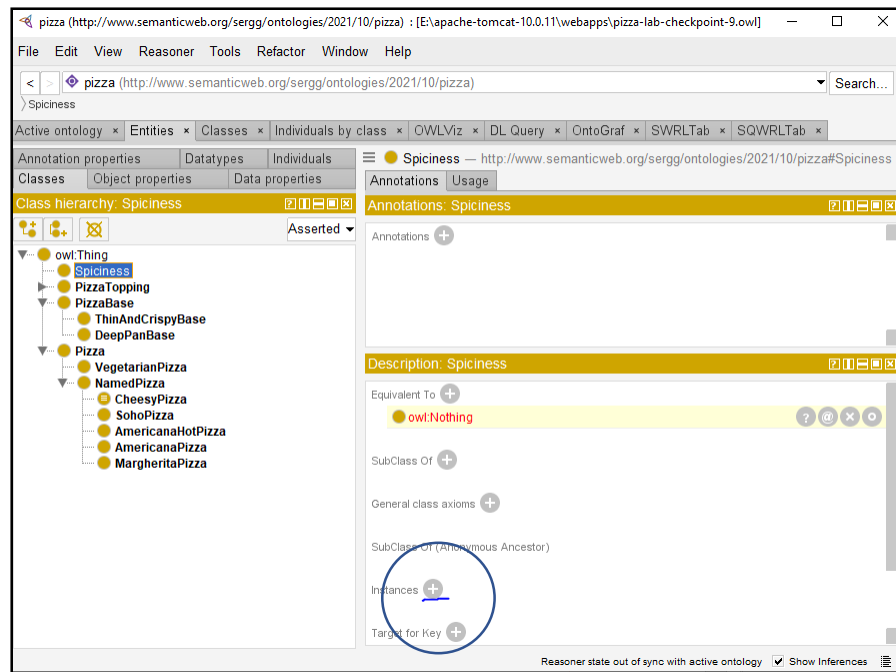 pizza (http://www.semanticweb.org/sergg/ontologies/2021/10/pizza) : [E:\apache-tomcat-10.0.11\webapps\pizza-lab-checkpoint-9.owl]
File Edit View Reasoner Tools Refactor Window Help
< > pizza (http://www.semanticweb.org/sergg/ontologies/2021/10/pizza) Search...
Spiciness
Active ontology × Entities × Classes × Individuals by class × OWLViz × DL Query × OntoGraf × SWRLTab × SQWRLTab ×
Annotation properties Datatypes Individuals
Classes Object properties Data properties
Class hierarchy: Spiciness
Asserted
owl:Thing
Spiciness
PizzaTopping
PizzaBase
ThinAndCrispyBase
DeepPanBase
Pizza
VegetarianPizza
NamedPizza
CheesyPizza
SohoPizza
AmericanaHotPizza
AmericanaPizza
MargheritaPizza
Spiciness — http://www.semanticweb.org/sergg/ontologies/2021/10/pizza#Spiciness
Annotations Usage
Annotations: Spiciness
Annotations
Description: Spiciness
Equivalent To
owl:Nothing
SubClass Of
General class axioms
SubClass Of (Anonymous Ancestor)
Instances
Target for Key
Reasoner state out of sync with active ontology Show Inferences